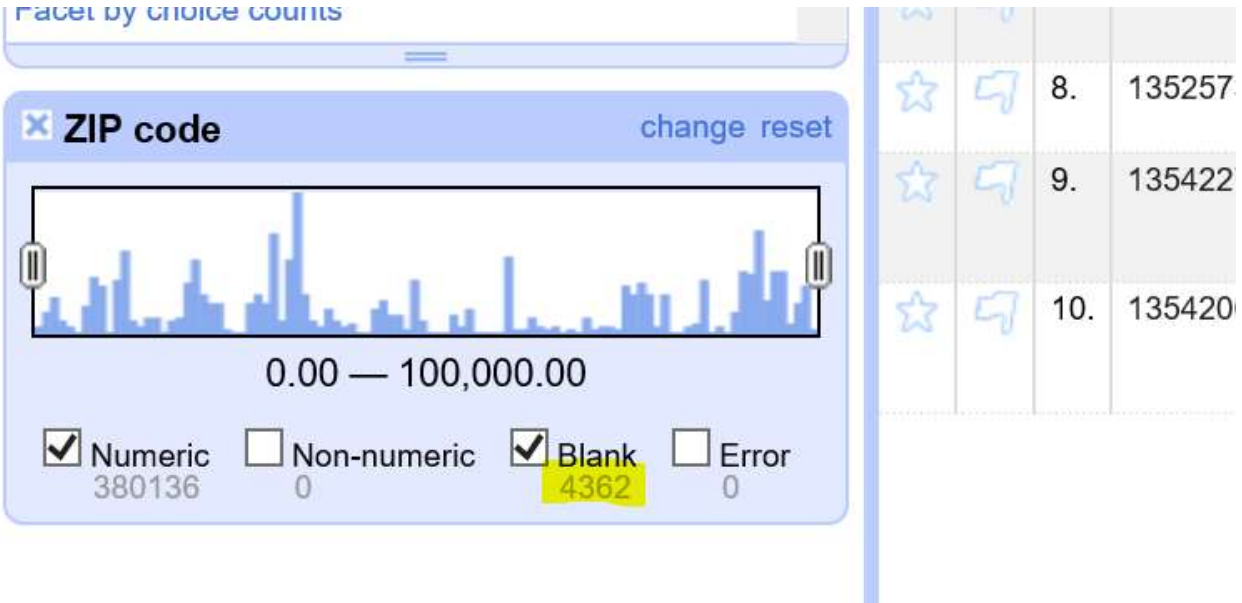 Facet by choice counts
ZIP code change reset
0.00 — 100,000.00
Numeric Non-numeric Blank Error
380136 0 4362 0
8.
9.
10.